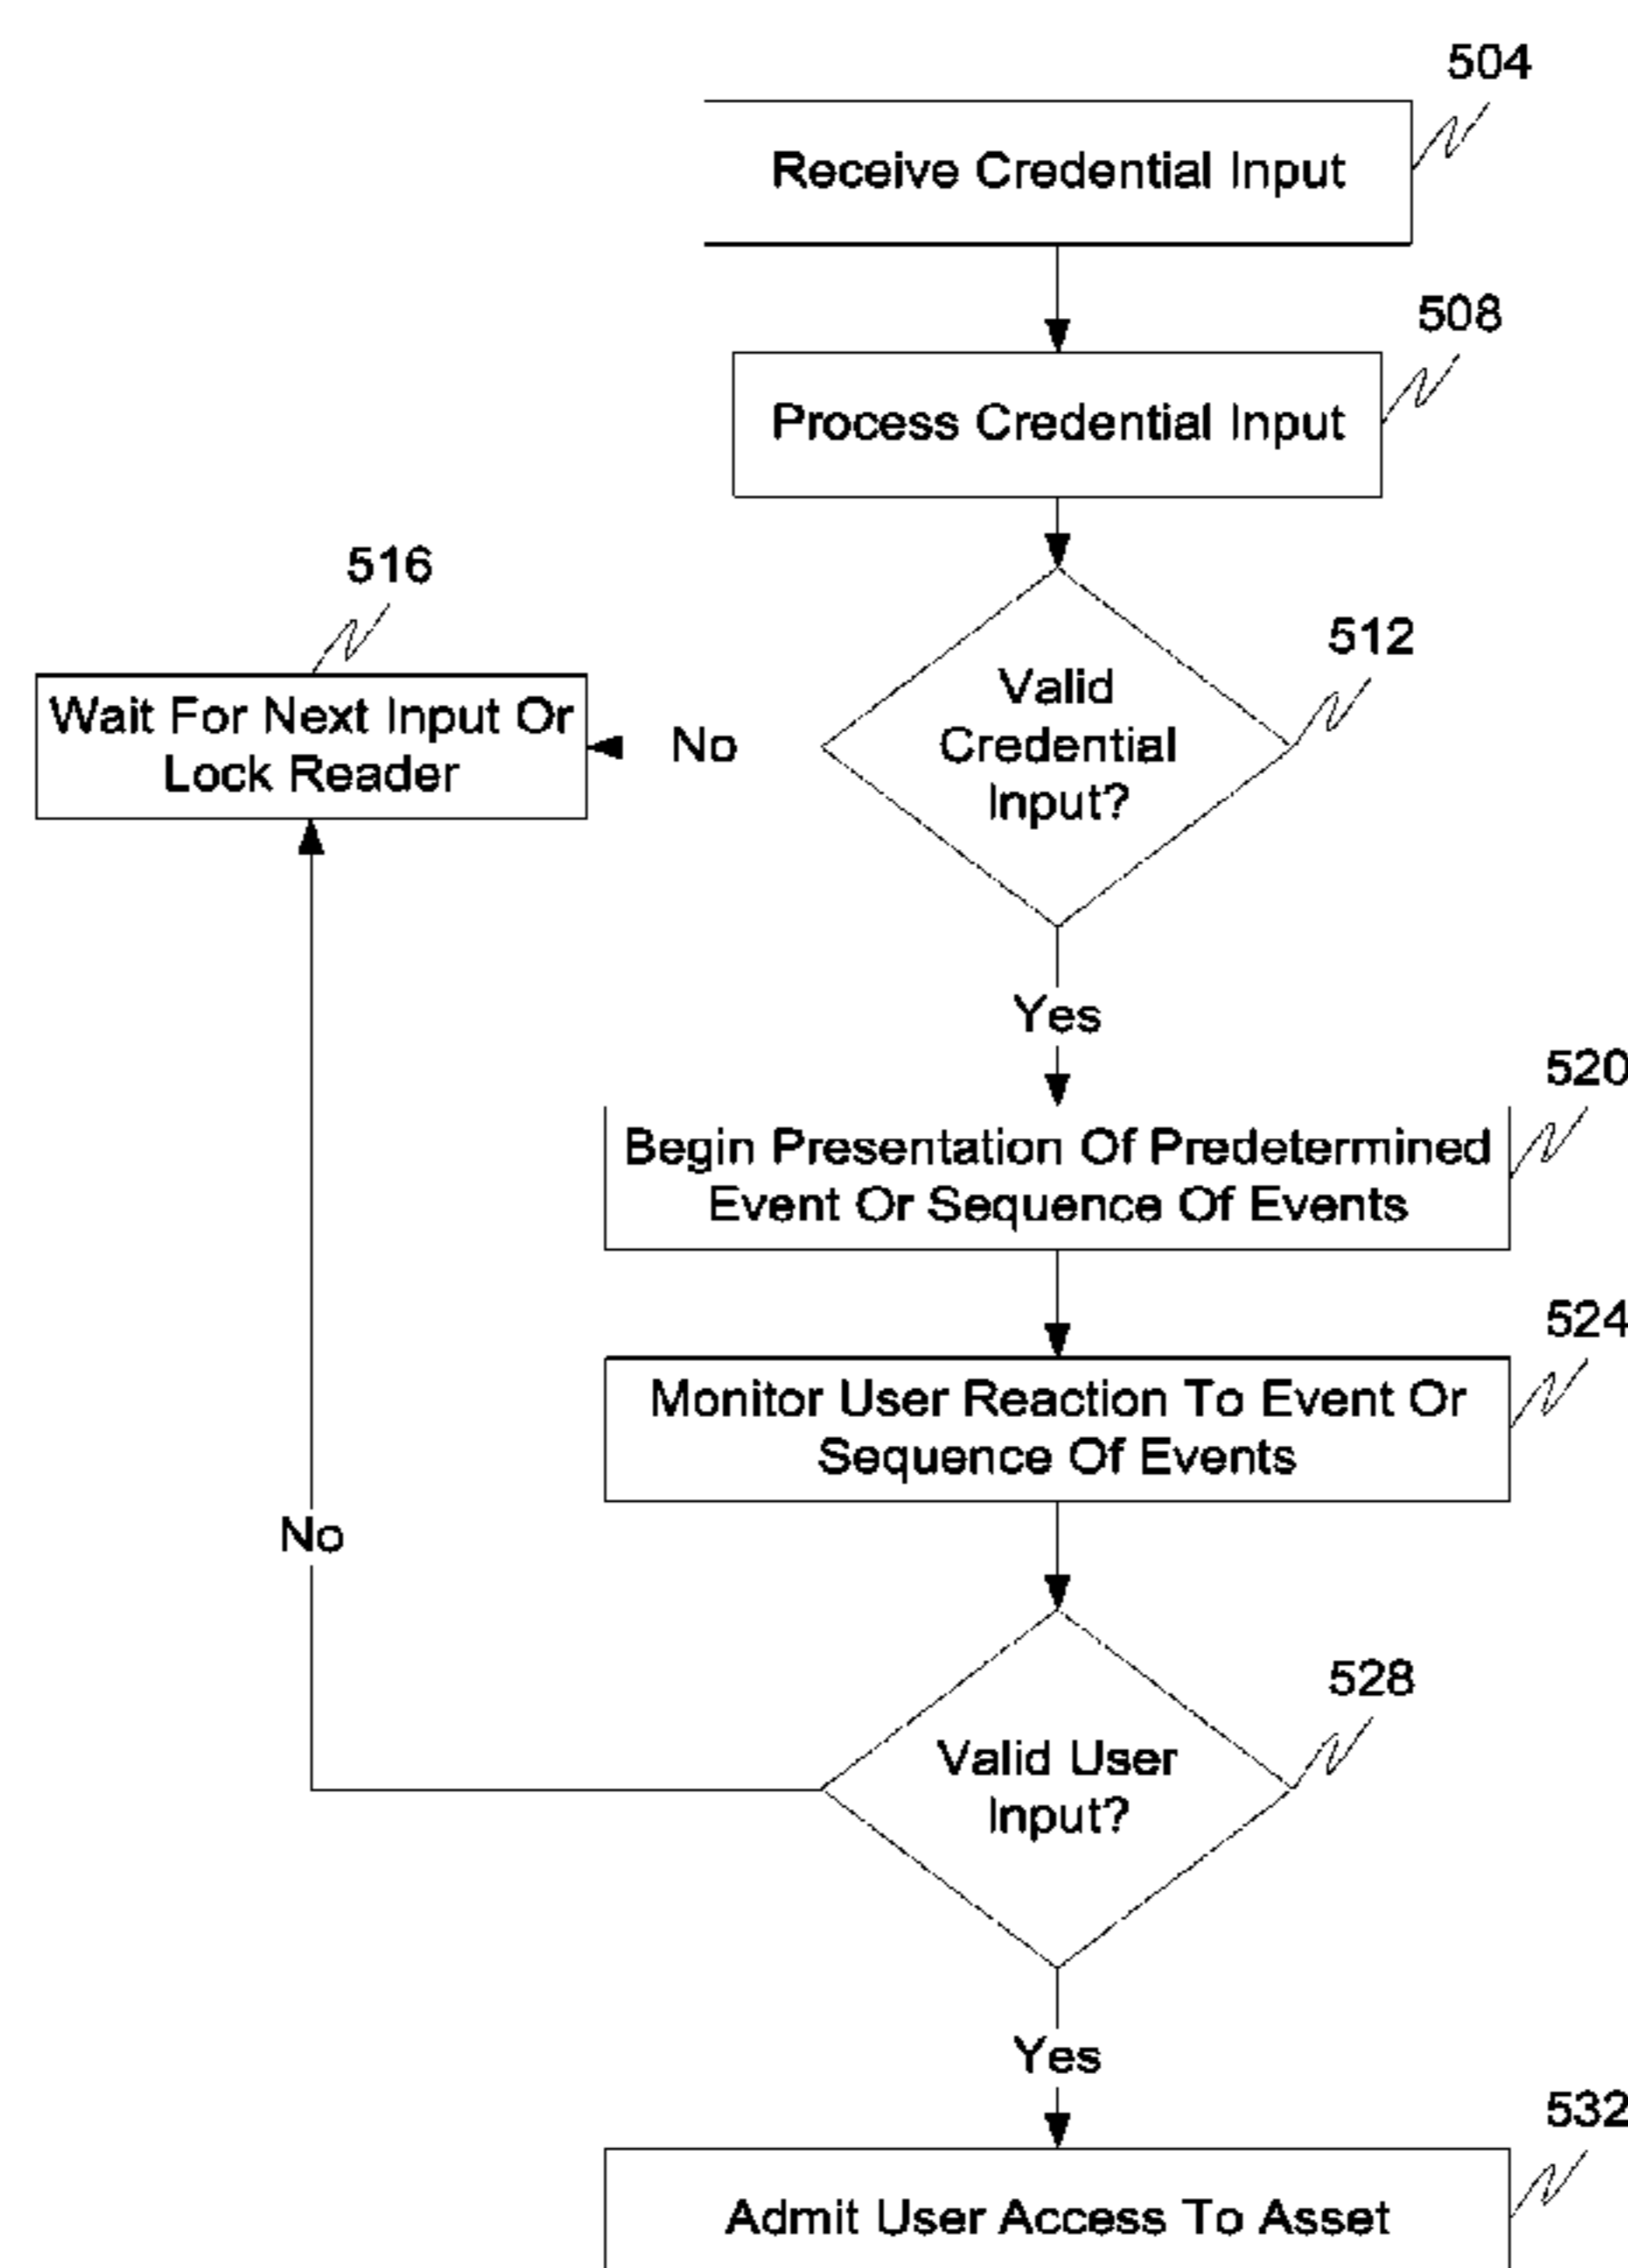 504
Receive Credential Input
508
Process Credential Input
516
512
Wait For Next Input Or
Lock Reader
No
Valid
Credential
Input?
Yes
520
Begin Presentation Of Predetermined
Event Or Sequence Of Events
524
Monitor User Reaction To Event Or
Sequence Of Events
No
528
Valid User
Input?
Yes
532
Admit User Access To Asset